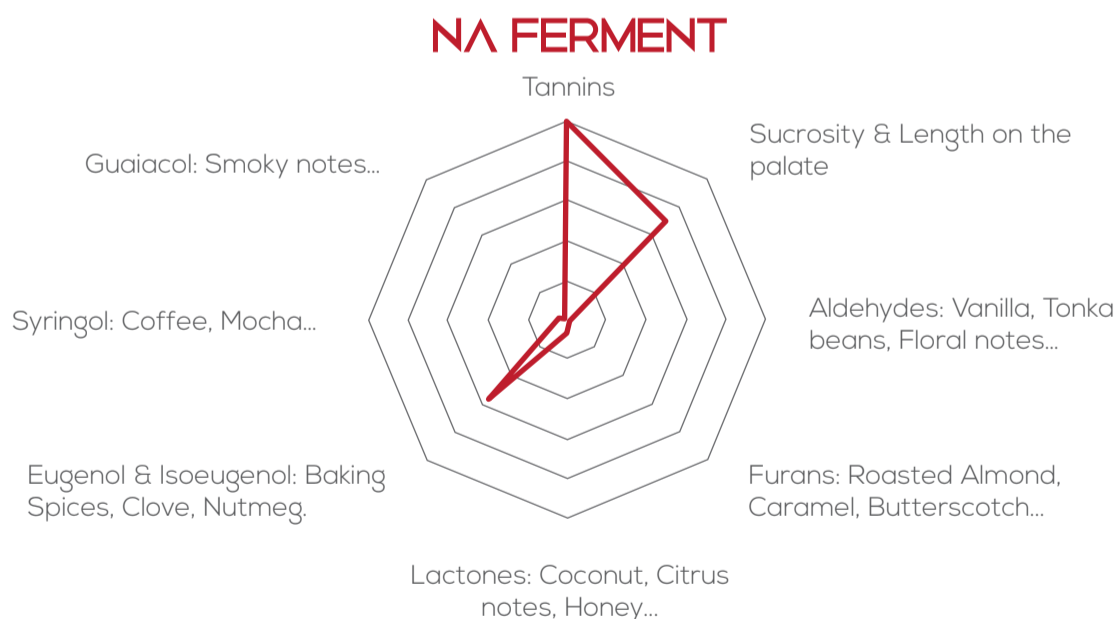 NA FERMENT
Tannins
Sucrosity & Length on the
palate
Guaiacol: Smoky notes...
Aldehydes: Vanilla, Tonka
beans, Floral notes...
Syringol: Coffee, Mocha...
Furans: Roasted Almond,
Caramel, Butterscotch...
Eugenol & Isoeugenol: Baking
Spices, Clove, Nutmeg.
Lactones: Coconut, Citrus
notes, Honey...